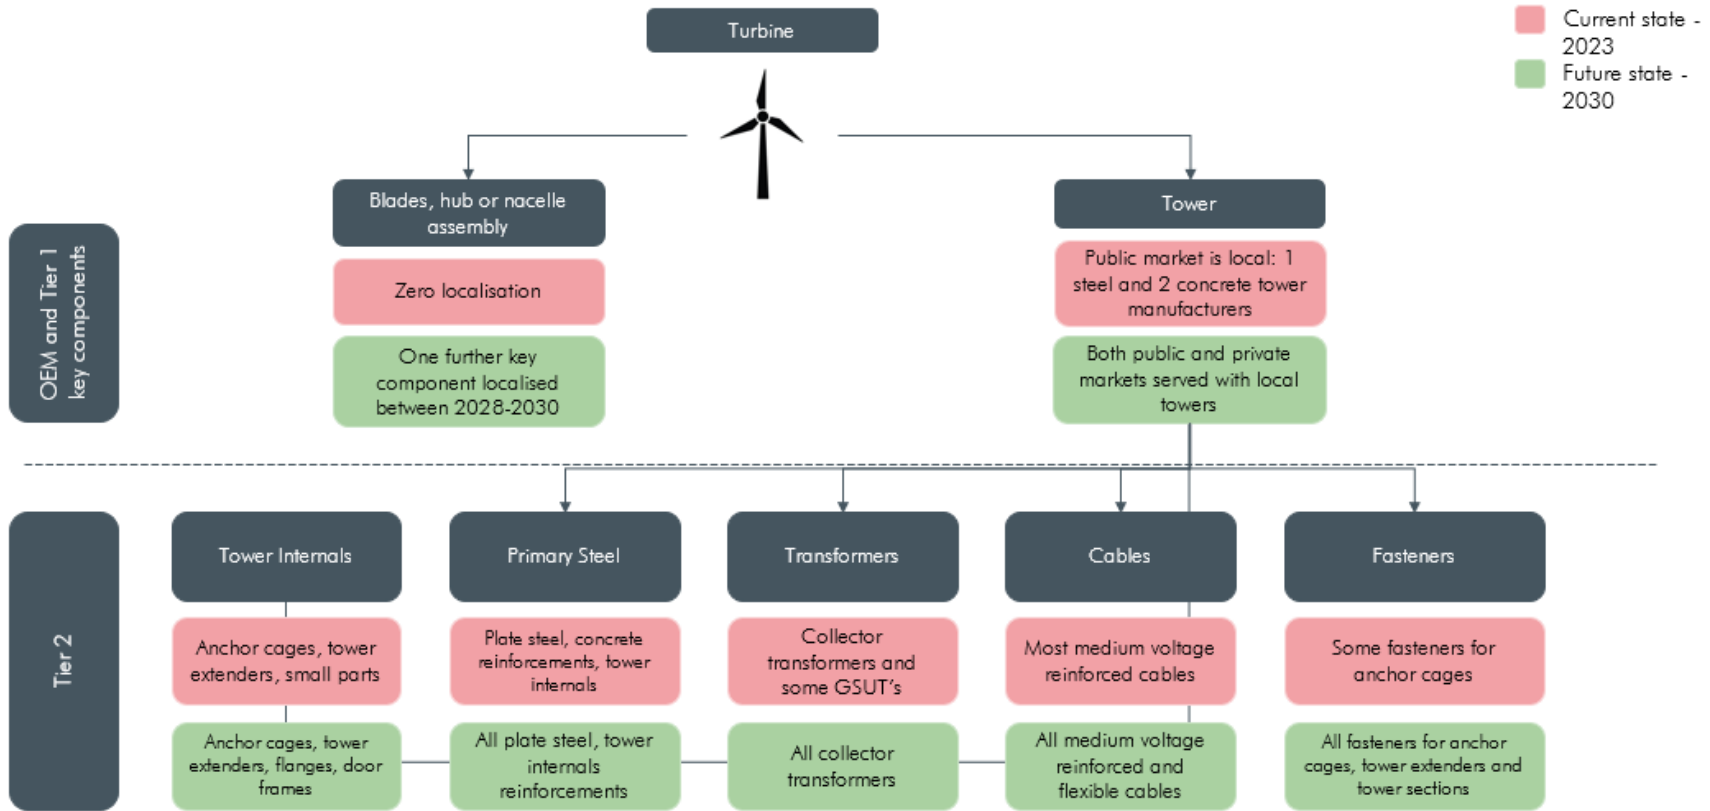 Turbine
Current state -
2023
Future state -
2030
Blades, hub or nacelle
assembly
Tower
OEM and Tier 1
key components
Zero localisation
Public market is local: 1
steel and 2 concrete tower
manufacturers
One further key
component localised
between 2028-2030
Both public and private
markets served with local
towers
Tier 2
Tower Internals
Primary Steel
Transformers
Cables
Fasteners
Anchor cages, tower
extenders, small parts
Plate steel, concrete
reinforcements, tower
internals
Collector
transformers and
some GSUT's
Most medium voltage
reinforced cables
Some fasteners for
anchor cages
Anchor cages, tower
extenders, flanges, door
frames
All plate steel, tower
internals
reinforcements
All collector
transformers
All medium voltage
reinforced and
flexible cables
All fasteners for anchor
cages, tower extenders and
tower sections